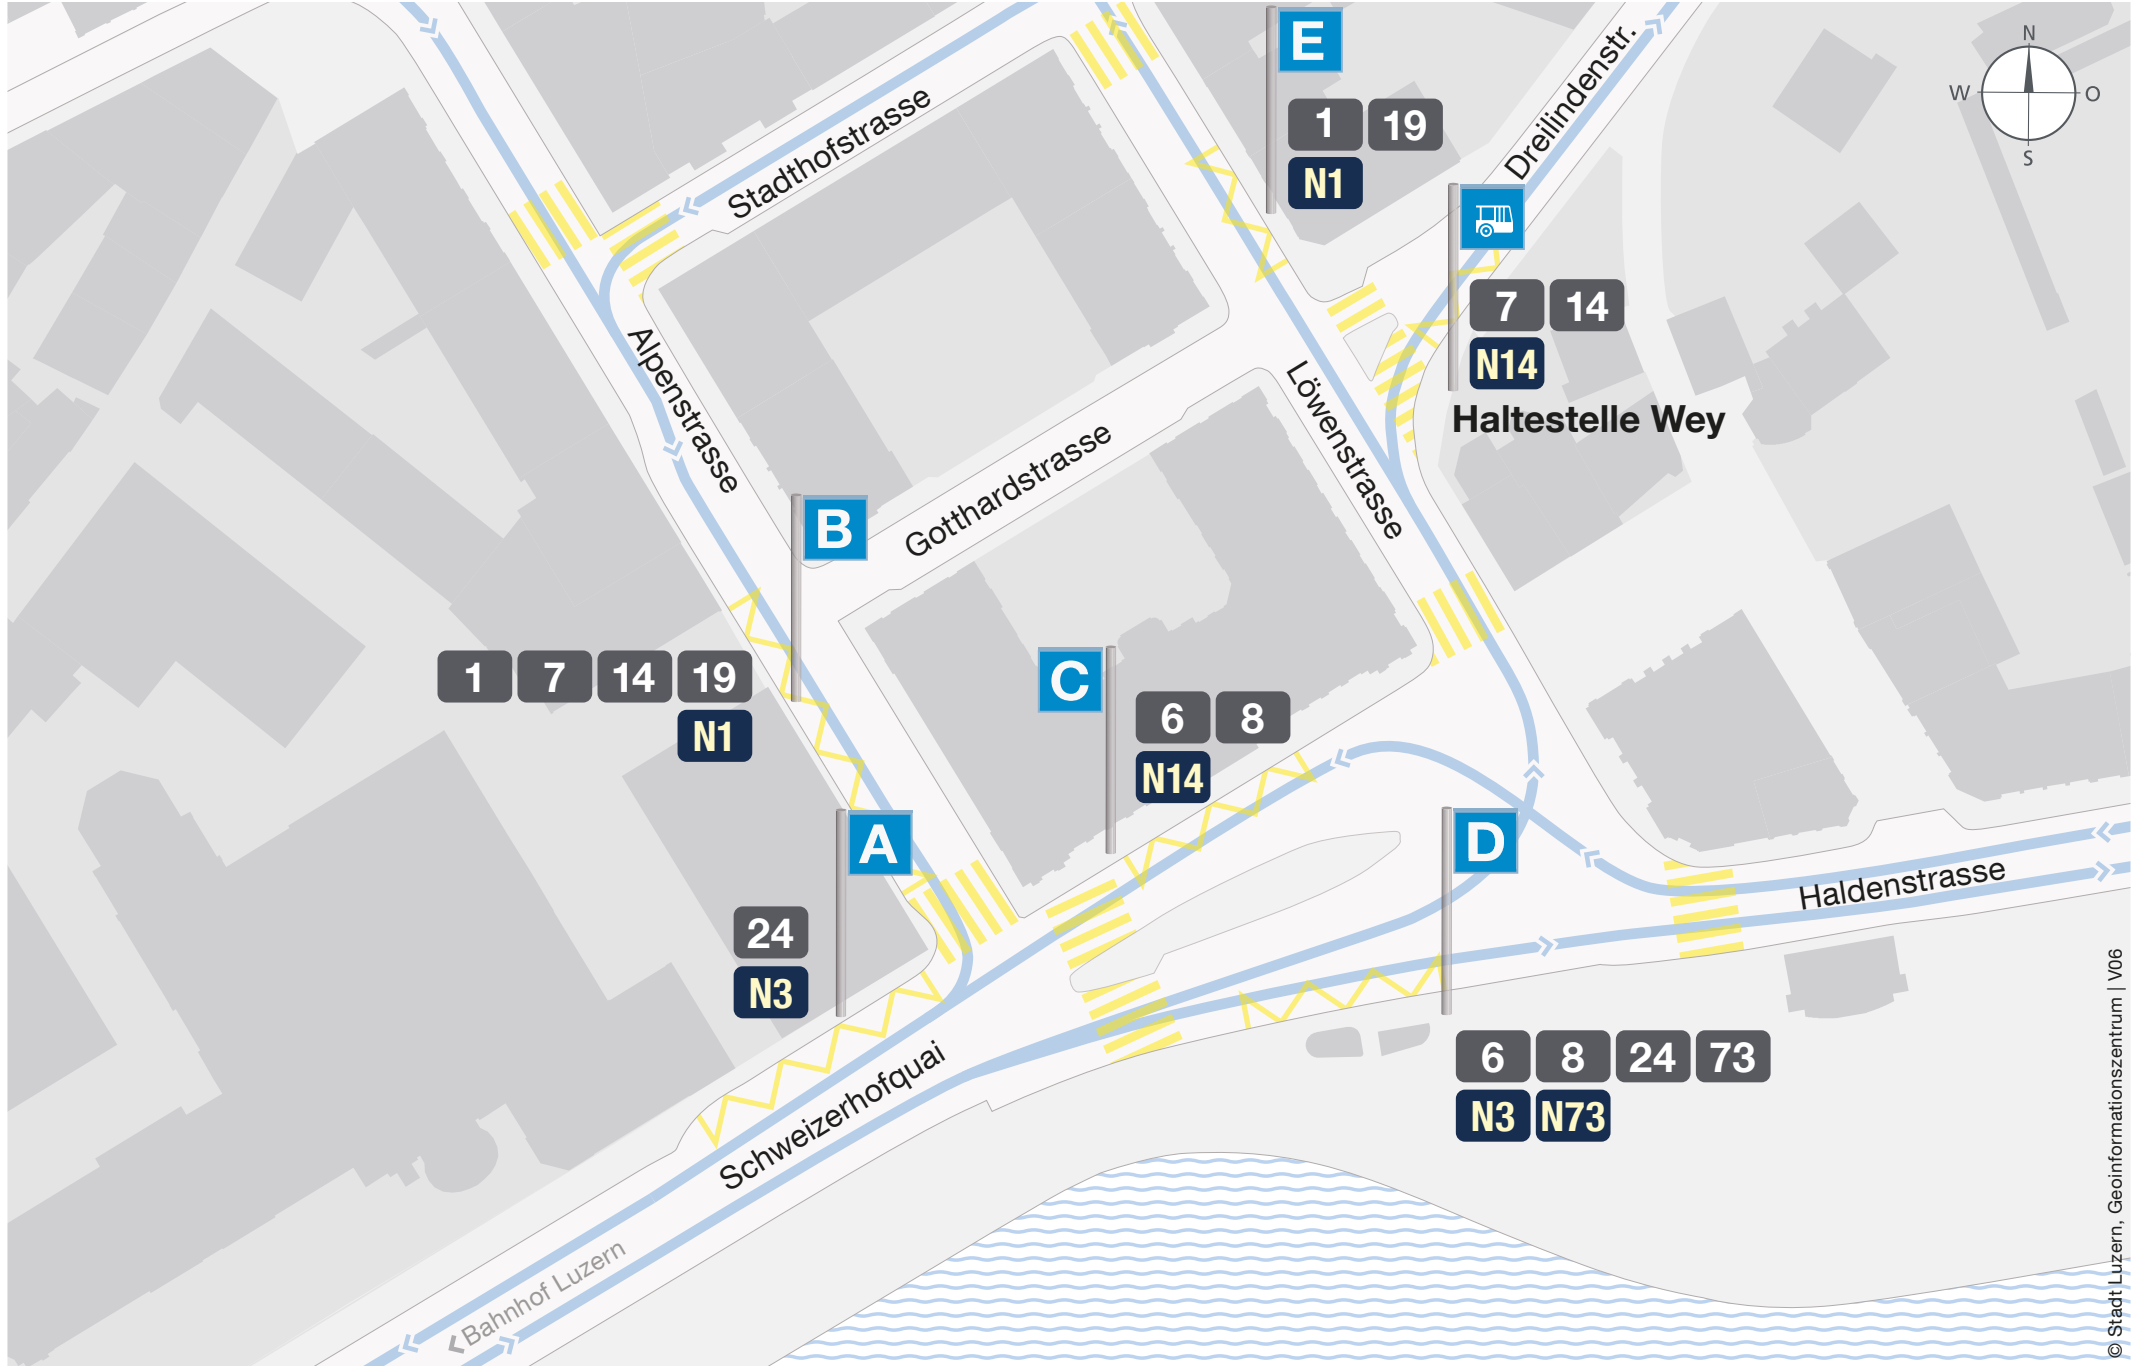 N
W O
S
E
1 19
N1
Dreilindenstr.
Stadthofstrasse
7 14
N14
Haltestelle Wey
Alpenstrasse
Löwenstrasse
Gotthardstrasse
B
1 7 14 19
N1
C
6 8
N14
A
24
N3
D
Haldenstrasse
6 8 24 73
N3 N73
Schweizerhofquai
Bahnhof Luzern
© Stadt Luzern, Geoinformationszentrum | V06